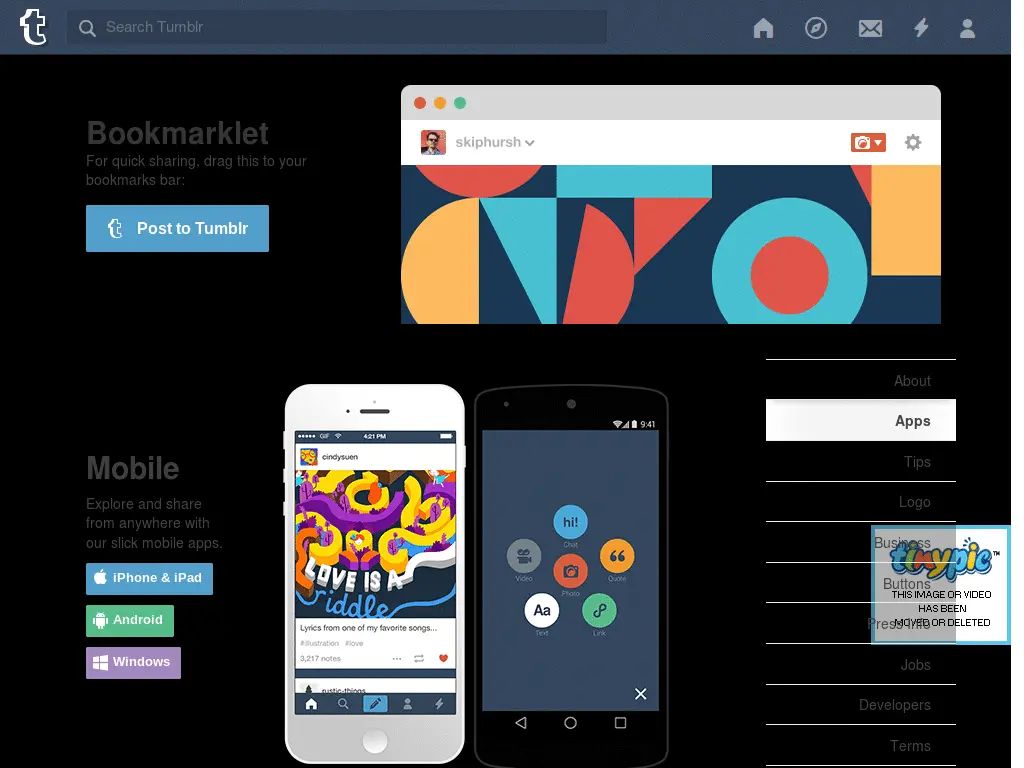 Search Tumblr
Bookmarklet
For quick sharing, drag this to your
bookmarks bar:
Post to Tumblr
skiphursh
Mobile
Explore and share
from anywhere with
our slick mobile apps.
iPhone & iPad
Android
Windows
GIF
4:21 PM
cindysuen
LOVE IS A
riddle
Lyrics from one of my favorite songs...
#illustration #love
3,217 notes
rustic-things
9:41
hi!
Chat
Video
Quote
Photo
Aa
Text
Link
About
Apps
Tips
Logo
Business
Buttons
Press Info
Jobs
Developers
Terms
tinypic™
THIS IMAGE OR VIDEO
HAS BEEN
MOVED OR DELETED